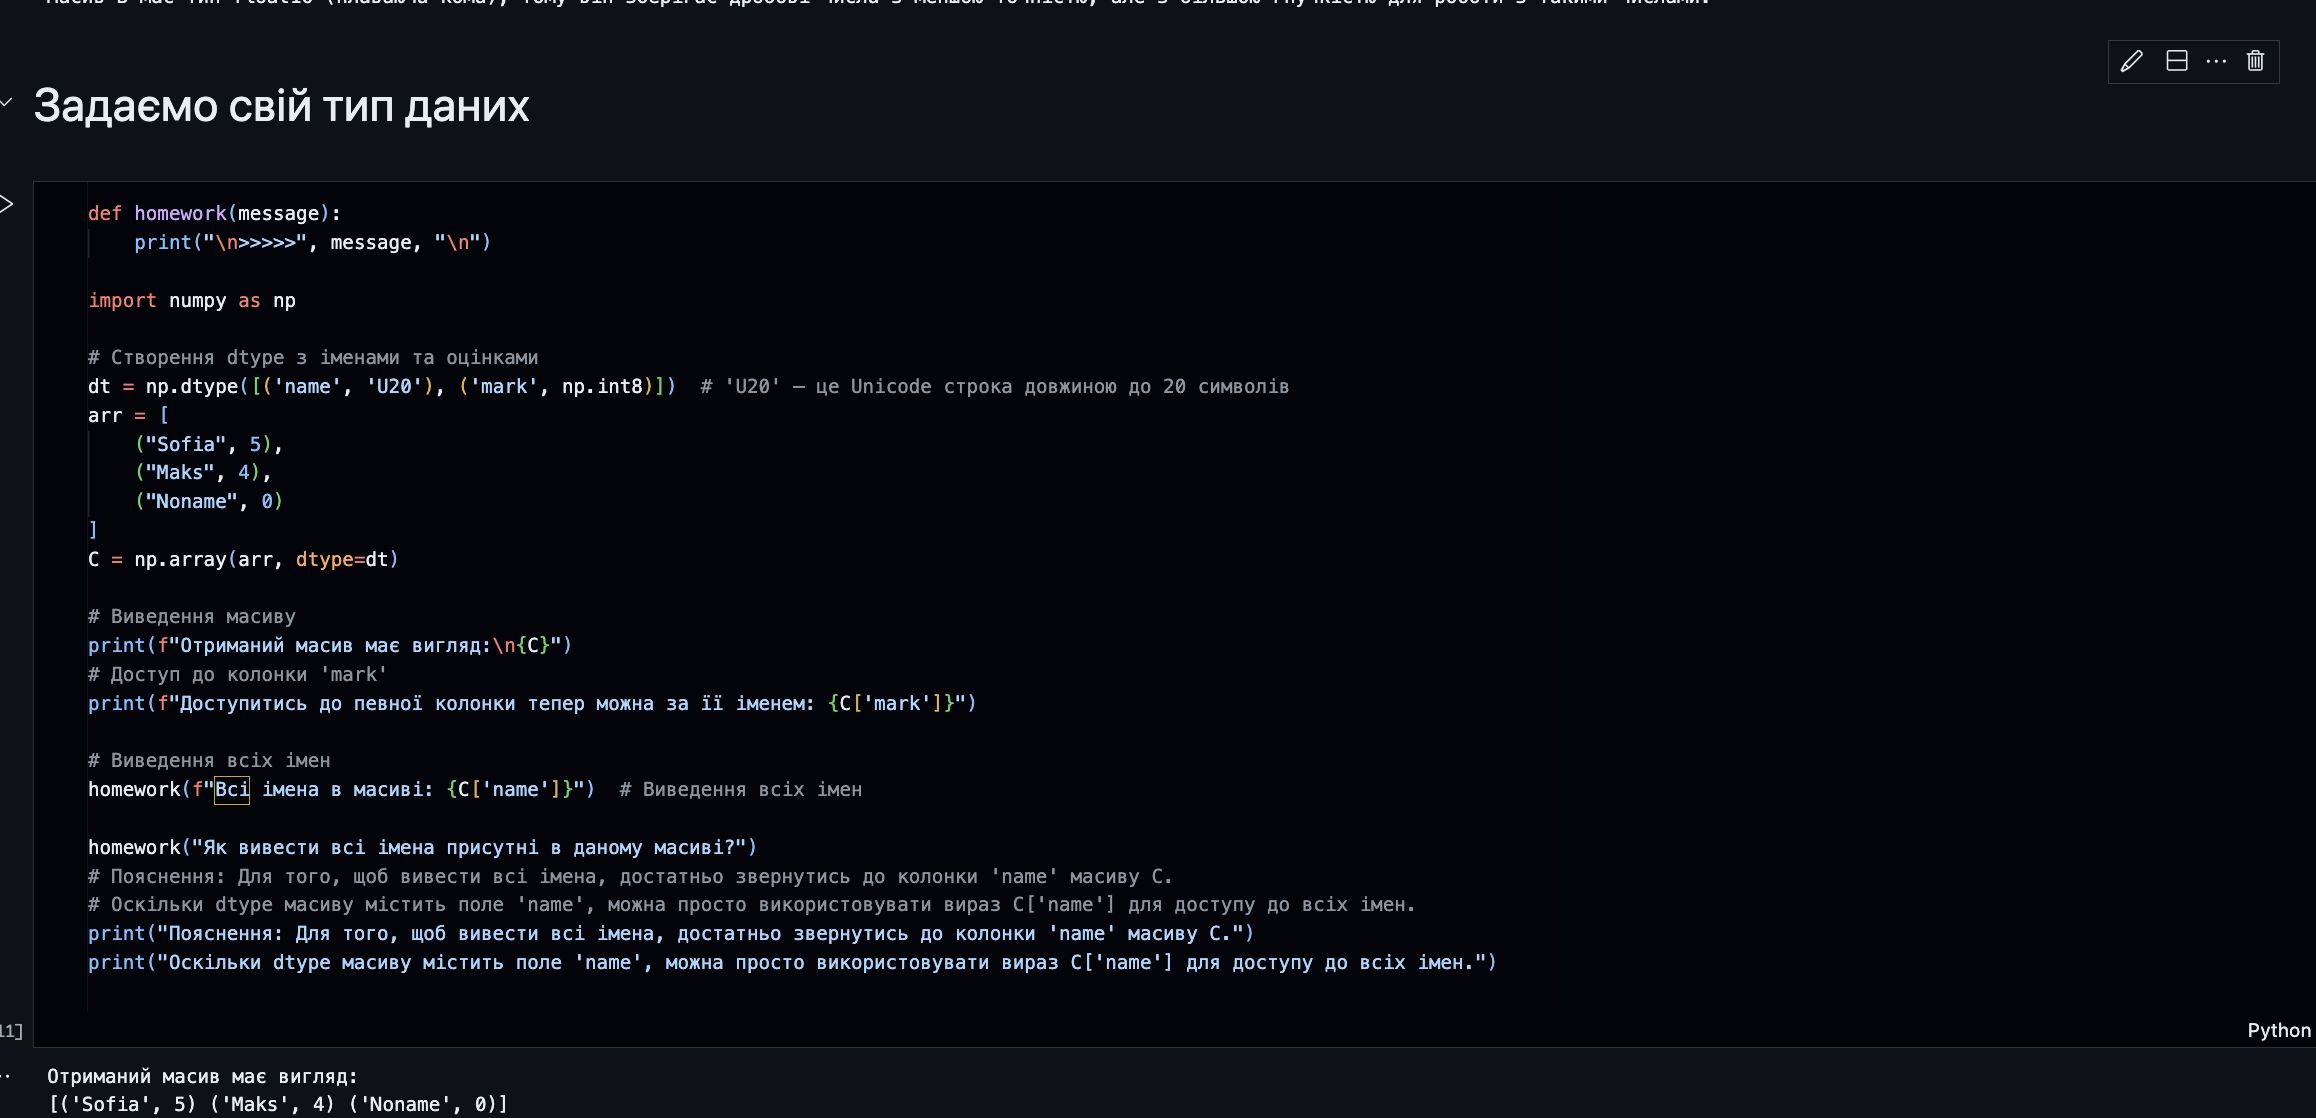 Задаємо свій тип даних
def homework(message):
    print("\n>>>>>", message, "\n")
import numpy as np
# Створення dtype з іменами та оцінками
dt = np.dtype([('name', 'U20'), ('mark', np.int8)])  # 'U20' — це Unicode строка довжиною до 20 символів
arr = [
    ("Sofia", 5),
    ("Maks", 4),
    ("Noname", 0)
]
C = np.array(arr, dtype=dt)
# Виведення масиву
print(f"Отриманий масив має вигляд:\n{C}")
# Доступ до колонки 'mark'
print(f"Доступитись до певної колонки тепер можна за її іменем: {C['mark']}")
# Виведення всіх імен
homework(f"Всі імена в масиві: {C['name']}")  # Виведення всіх імен
homework("Як вивести всі імена присутні в даному масиві?")
# Пояснення: Для того, щоб вивести всі імена, достатньо звернутись до колонки 'name' масиву C.
# Оскільки dtype масиву містить поле 'name', можна просто використовувати вираз C['name'] для доступу до всіх імен.
print("Пояснення: Для того, щоб вивести всі імена, достатньо звернутись до колонки 'name' масиву C.")
print("Оскільки dtype масиву містить поле 'name', можна просто використовувати вираз C['name'] для доступу до всіх імен.")
11]
Python
Отриманий масив має вигляд:
[('Sofia', 5) ('Maks', 4) ('Noname', 0)]